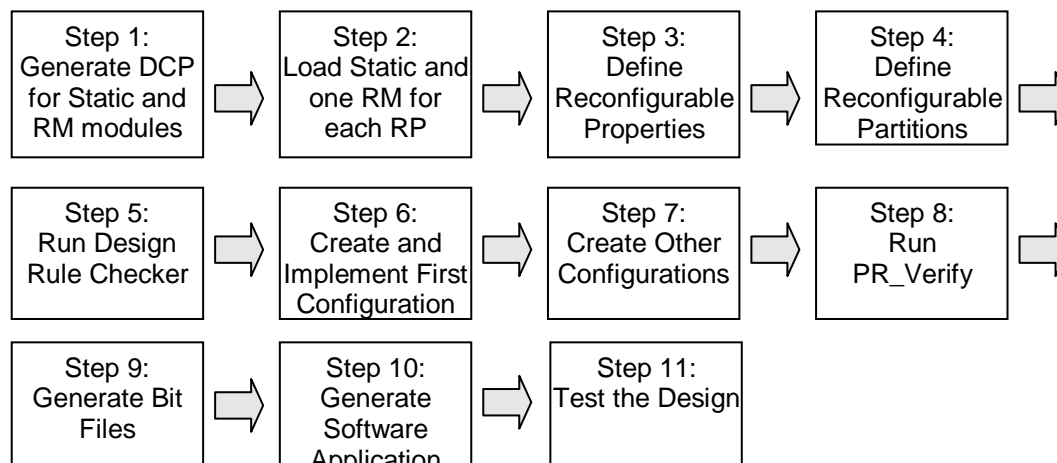 Step 1:
Generate DCP
for Static and
RM modules
Step 2:
Load Static and
one RM for
each RP
Step 3:
Define
Reconfigurable
Properties
Step 4:
Define
Reconfigurable
Partitions
Step 5:
Run Design
Rule Checker
Step 6:
Create and
Implement First
Configuration
Step 7:
Create Other
Configurations
Step 8:
Run
PR_Verify
Step 9:
Generate Bit
Files
Step 10:
Generate
Software
Application
Step 11:
Test the Design